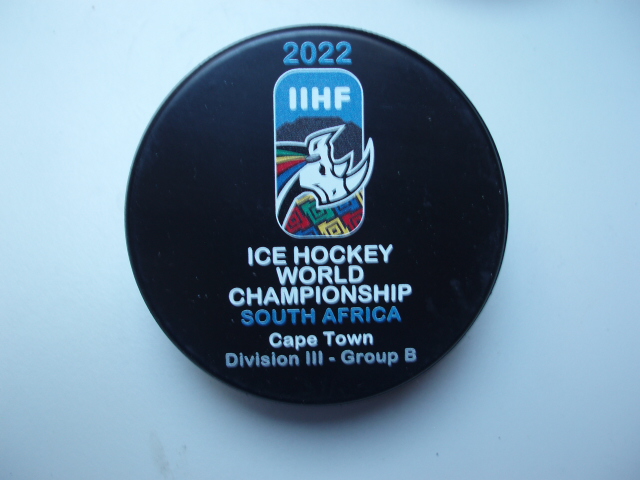 2022
IIHF
ICE HOCKEY
WORLD
CHAMPIONSHIP
SOUTH AFRICA
Cape Town
Division III - Group B